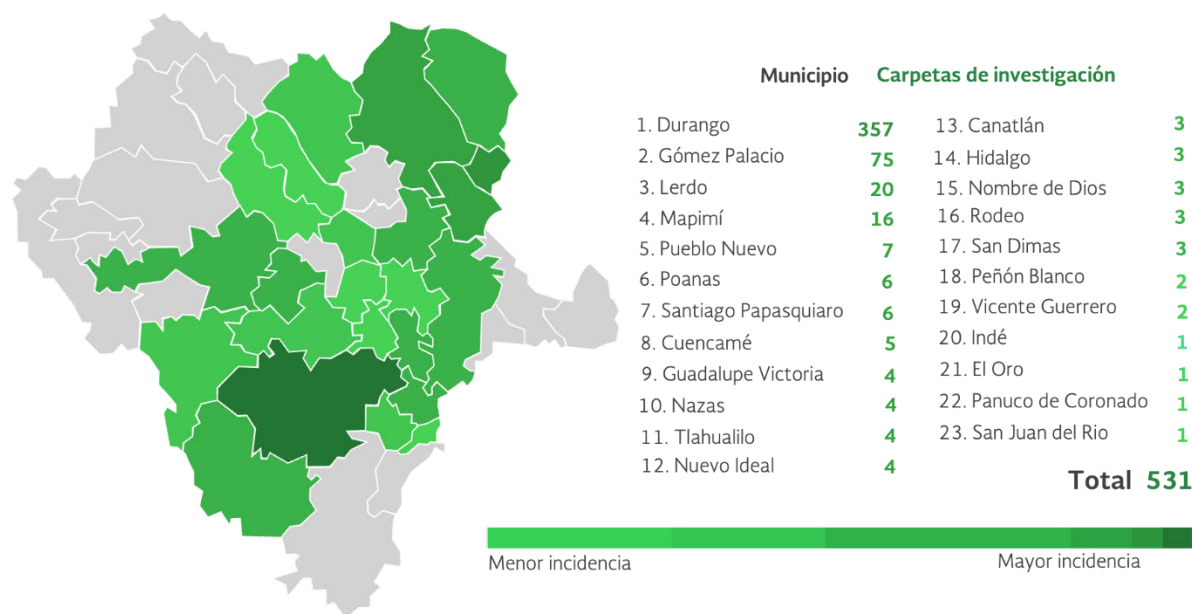 Municipio Carpetas de investigación
1. Durango 357
2. Gómez Palacio 75
3. Lerdo 20
4. Mapimí 16
5. Pueblo Nuevo 7
6. Poanas 6
7. Santiago Papasquiaro 6
8. Cuencamé 5
9. Guadalupe Victoria 4
10. Nazas 4
11. Tlahualilo 4
12. Nuevo Ideal 4
13. Canatlán 3
14. Hidalgo 3
15. Nombre de Dios 3
16. Rodeo 3
17. San Dimas 3
18. Peñón Blanco 2
19. Vicente Guerrero 2
20. Indé 1
21. El Oro 1
22. Panuco de Coronado 1
23. San Juan del Rio 1
Total 531
Menor incidencia Mayor incidencia